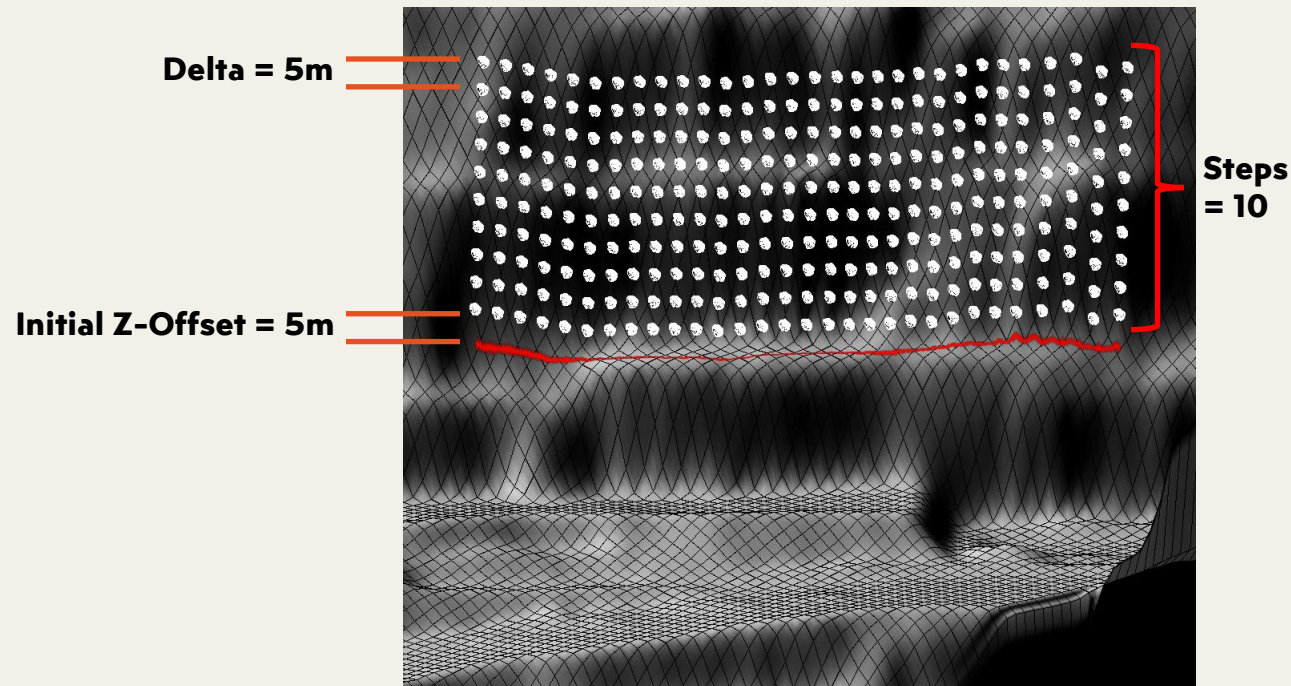 Delta = 5m
Steps
= 10
Initial Z-Offset = 5m